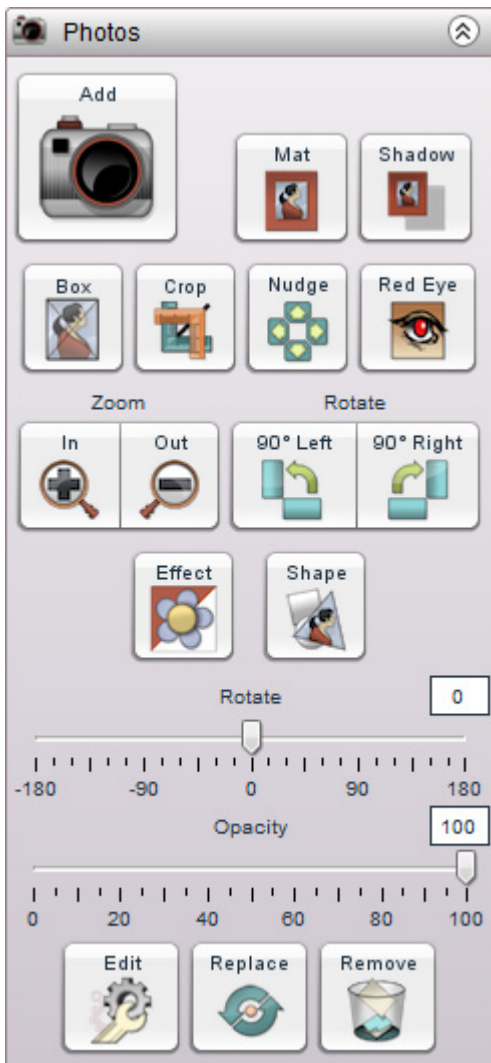 Photos
Add
Mat Shadow
Box Crop Nudge Red Eye
Zoom Rotate
In Out 90° Left 90° Right
Effect Shape
Rotate 0
-180 -90 0 90 180
Opacity 100
0 20 40 60 80 100
Edit Replace Remove